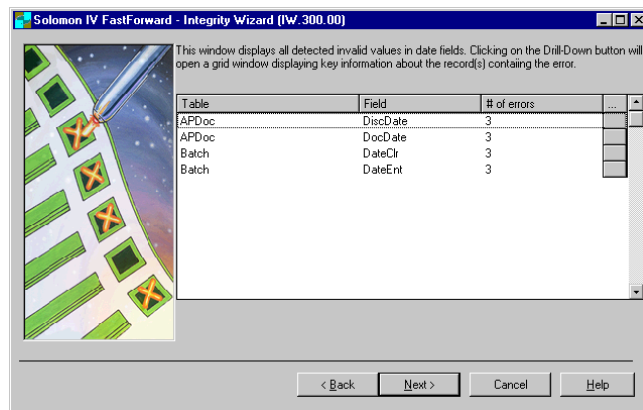 Solomon IV FastForward - Integrity Wizard (IW.300.00)
This window displays all detected invalid values in date fields. Clicking on the Drill-Down button will
open a grid window displaying key information about the record(s) contaiing the error.
Table Field # of errors ...
APDoc DiscDate 3
APDoc DocDate 3
Batch DateClr 3
Batch DateEnt 3
< Back Next > Cancel Help